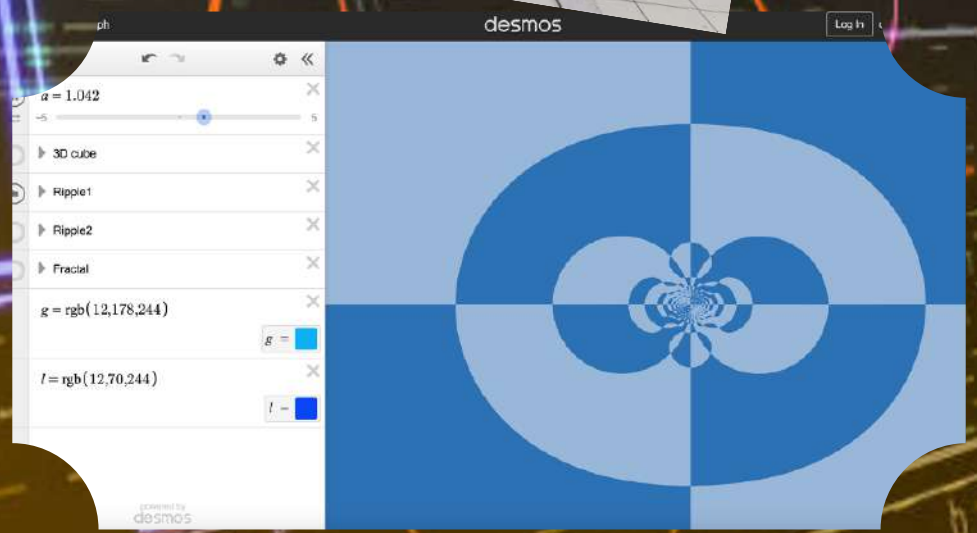 ph
desmos
Log In
a = 1.042
-5
5
3D cube
Ripple1
Ripple2
Fractal
g = rgb(12,178,244)
g =
l = rgb(12,70,244)
l =
powered by
desmos